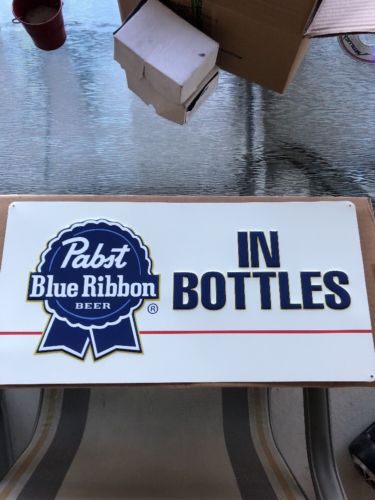 Pabst
Blue Ribbon
BEER
®
IN
BOTTLES